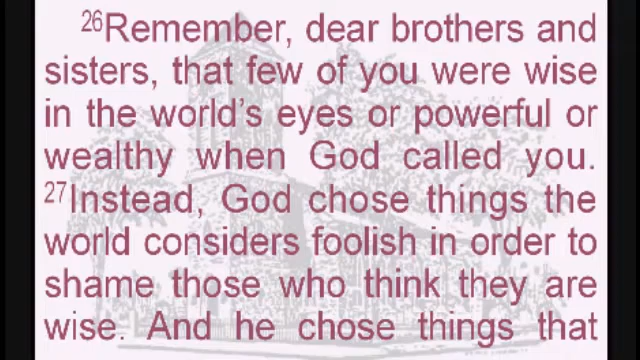 26Remember, dear brothers and
sisters, that few of you were wise
in the world's eyes or powerful or
wealthy when God called you.
27Instead, God chose things the
world considers foolish in order to
shame those who think they are
wise. And he chose things that